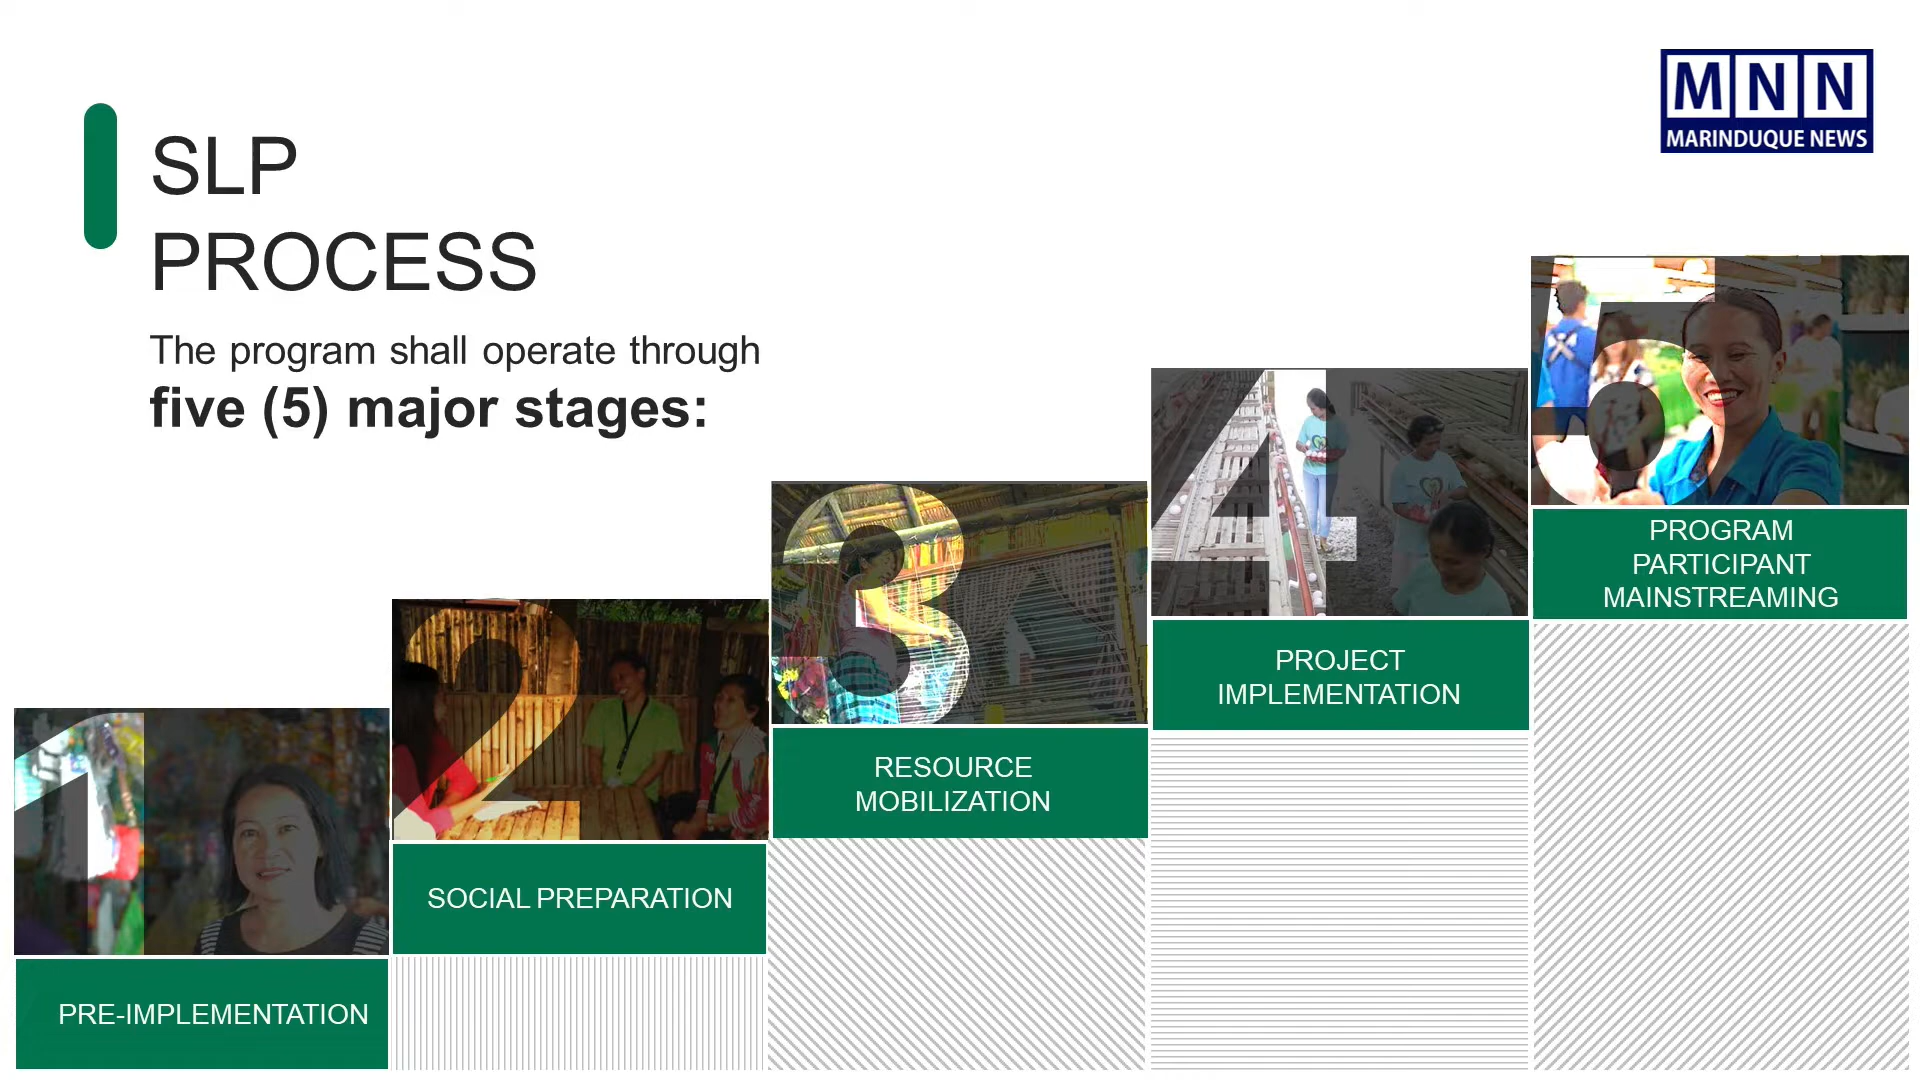 MNN
MARINDUQUE NEWS
SLP
PROCESS
The program shall operate through
five (5) major stages:
1
PRE-IMPLEMENTATION
2
SOCIAL PREPARATION
3
RESOURCE
MOBILIZATION
4
PROJECT
IMPLEMENTATION
5
PROGRAM
PARTICIPANT
MAINSTREAMING